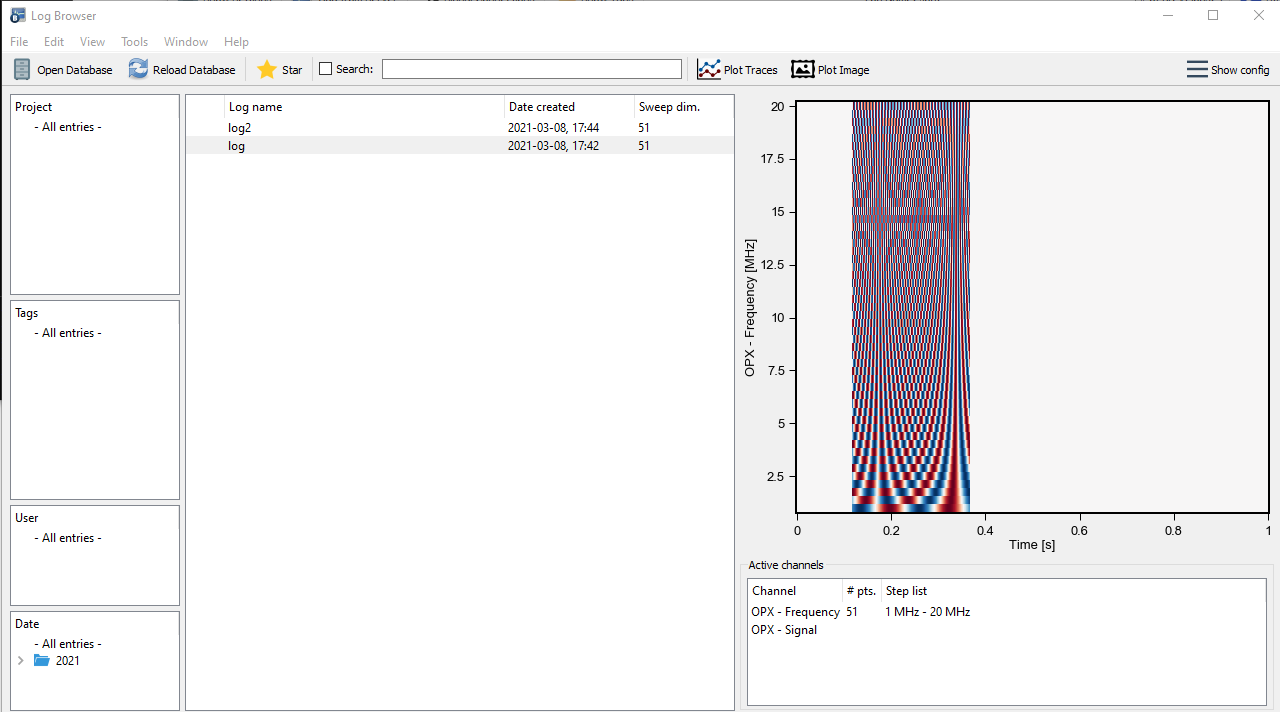 Log Browser
File Edit View Tools Window Help
Open Database Reload Database Star Search: Plot Traces Plot Image Show config
Project
- All entries -
Tags
- All entries -
User
- All entries -
Date
- All entries -
2021
Log name Date created Sweep dim.
log2 2021-03-08, 17:44 51
log 2021-03-08, 17:42 51
OPX - Frequency [MHz]
20
17.5
15
12.5
10
7.5
5
2.5
0 0.2 0.4 0.6 0.8 1
Time [s]
Active channels
Channel # pts. Step list
OPX - Frequency 51 1 MHz - 20 MHz
OPX - Signal